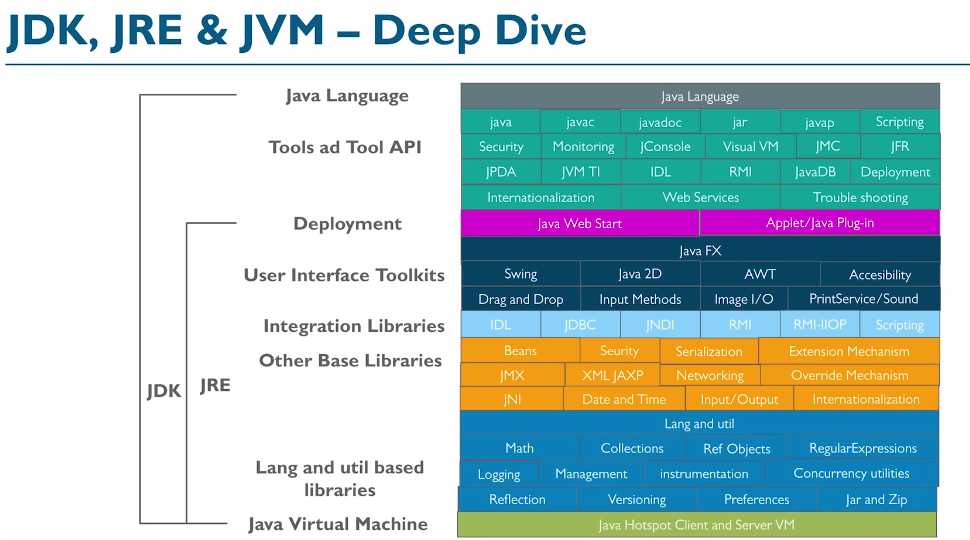 JDK, JRE & JVM – Deep Dive
Java Language
Java Language
java javac javadoc jar javap Scripting
Tools ad Tool API
Security Monitoring JConsole Visual VM JMC JFR
JPDA JVM TI IDL RMI JavaDB Deployment
Internationalization Web Services Trouble shooting
Deployment
Java Web Start Applet/Java Plug-in
Java FX
User Interface Toolkits
Swing Java 2D AWT Accesibility
Drag and Drop Input Methods Image I/O PrintService/Sound
Integration Libraries
IDL JDBC JNDI RMI RMI-IIOP Scripting
Other Base Libraries
Beans Seurity Serialization Extension Mechanism
JMX XML JAXP Networking Override Mechanism
JDK JRE
JNI Date and Time Input/Output Internationalization
Lang and util
Math Collections Ref Objects RegularExpressions
Lang and util based
libraries
Logging Management instrumentation Concurrency utilities
Reflection Versioning Preferences Jar and Zip
Java Virtual Machine
Java Hotspot Client and Server VM